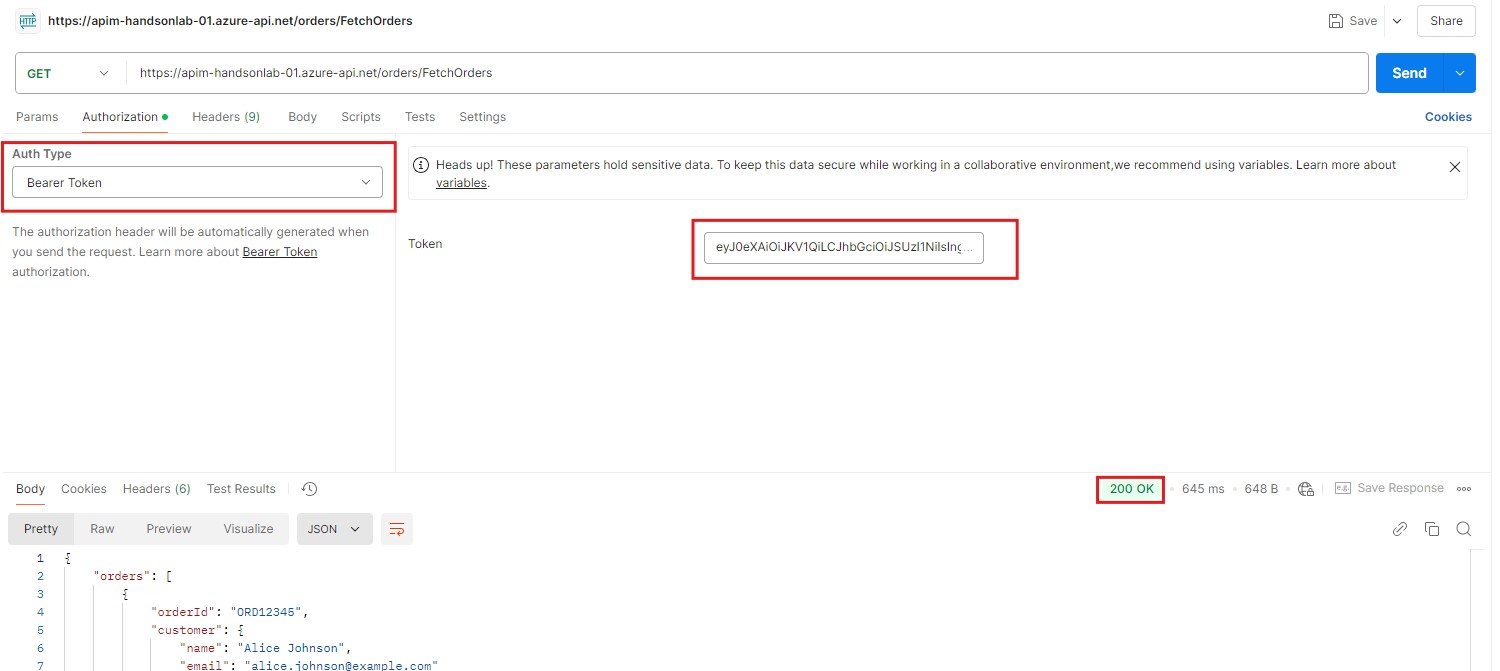 HTTP https://apim-handsonlab-01.azure-api.net/orders/FetchOrders Save Share
GET https://apim-handsonlab-01.azure-api.net/orders/FetchOrders Send
Params Authorization Headers (9) Body Scripts Tests Settings Cookies
Auth Type
Bearer Token
The authorization header will be automatically generated when
you send the request. Learn more about Bearer Token
authorization.
Heads up! These parameters hold sensitive data. To keep this data secure while working in a collaborative environment,we recommend using variables. Learn more about
variables.
Token eyJ0eXAiOiJKV1QiLCJhbGciOiJSUzI1NiIsIng...
Body Cookies Headers (6) Test Results 200 OK 645 ms 648 B e.g. Save Response
Pretty Raw Preview Visualize JSON
1 {
2 "orders": [
3 {
4 "orderId": "ORD12345",
5 "customer": {
6 "name": "Alice Johnson",
7 "email": "alice.johnson@example.com"